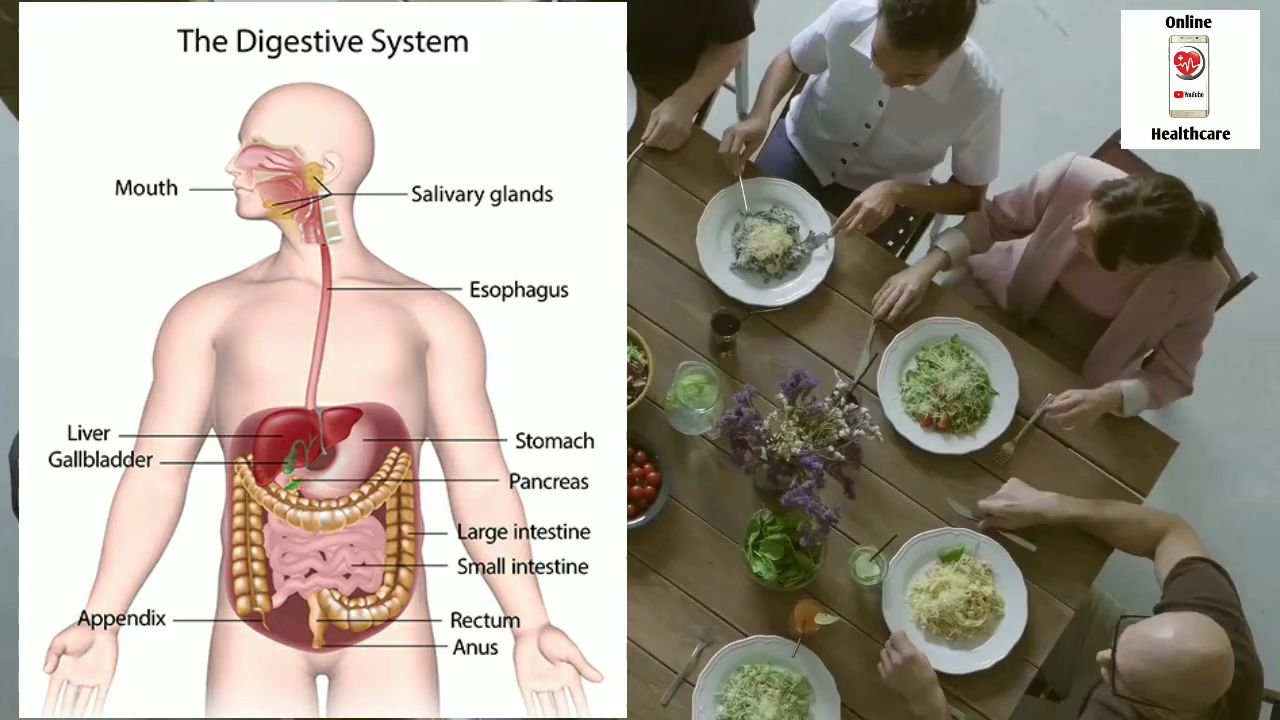 The Digestive System
Mouth
Salivary glands
Esophagus
Liver
Gallbladder
Stomach
Pancreas
Large intestine
Small intestine
Appendix
Rectum
Anus
Online
YouTube
Healthcare